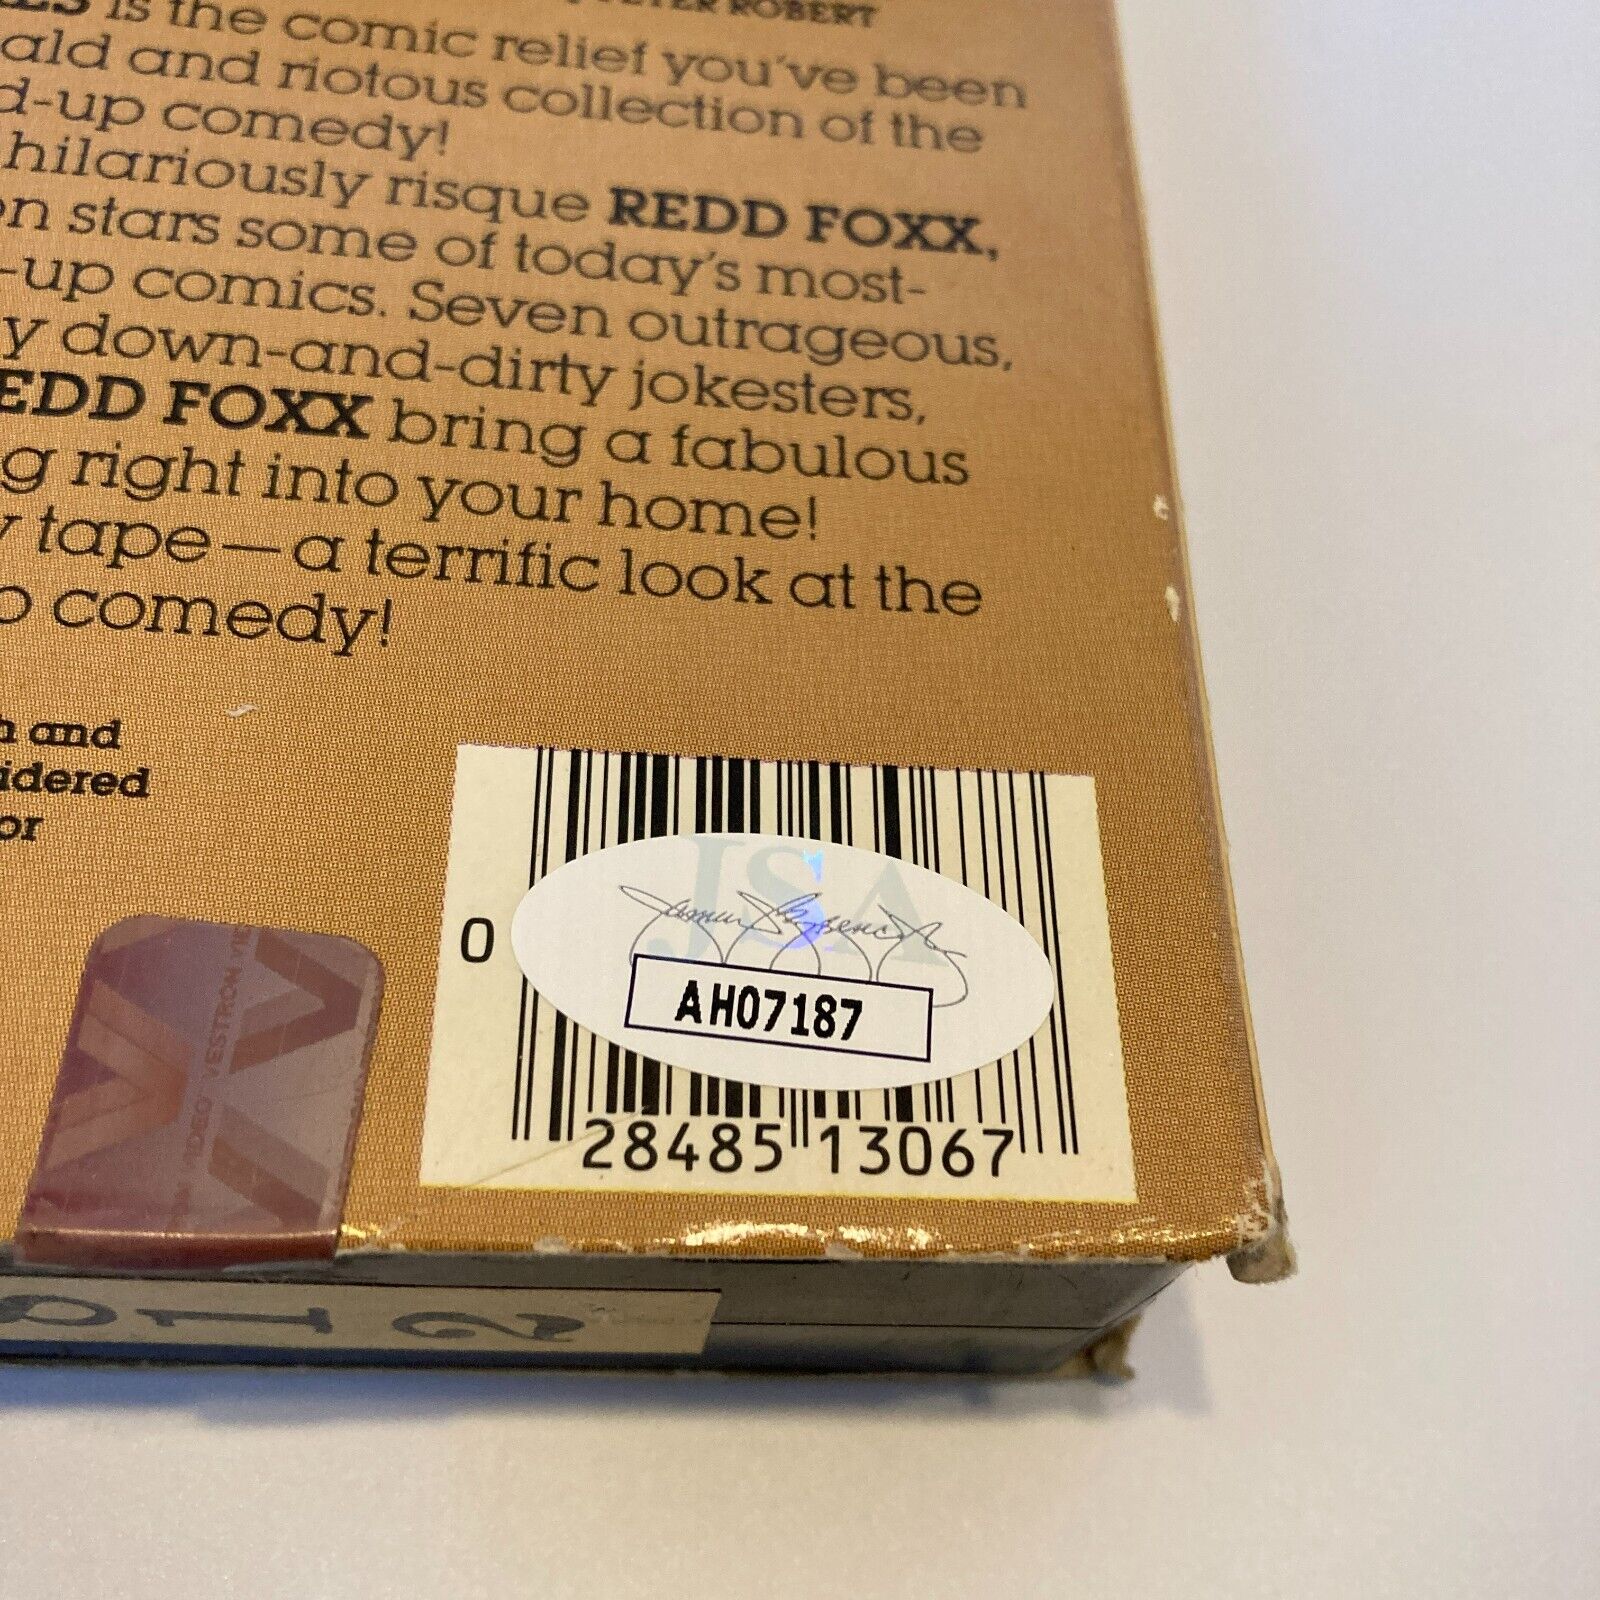 is the comic relief you've been
ald and riotous collection of the
d-up comedy!
hilariously risque REDD FOXX,
on stars some of today's most-
-up comics. Seven outrageous,
y down-and-dirty jokesters,
EDD FOXX bring a fabulous
g right into your home!
y tape—a terrific look at the
p comedy!
and
idered
or
JSA
AH07187
0
28485 13067
VIDEO VESTRON
812